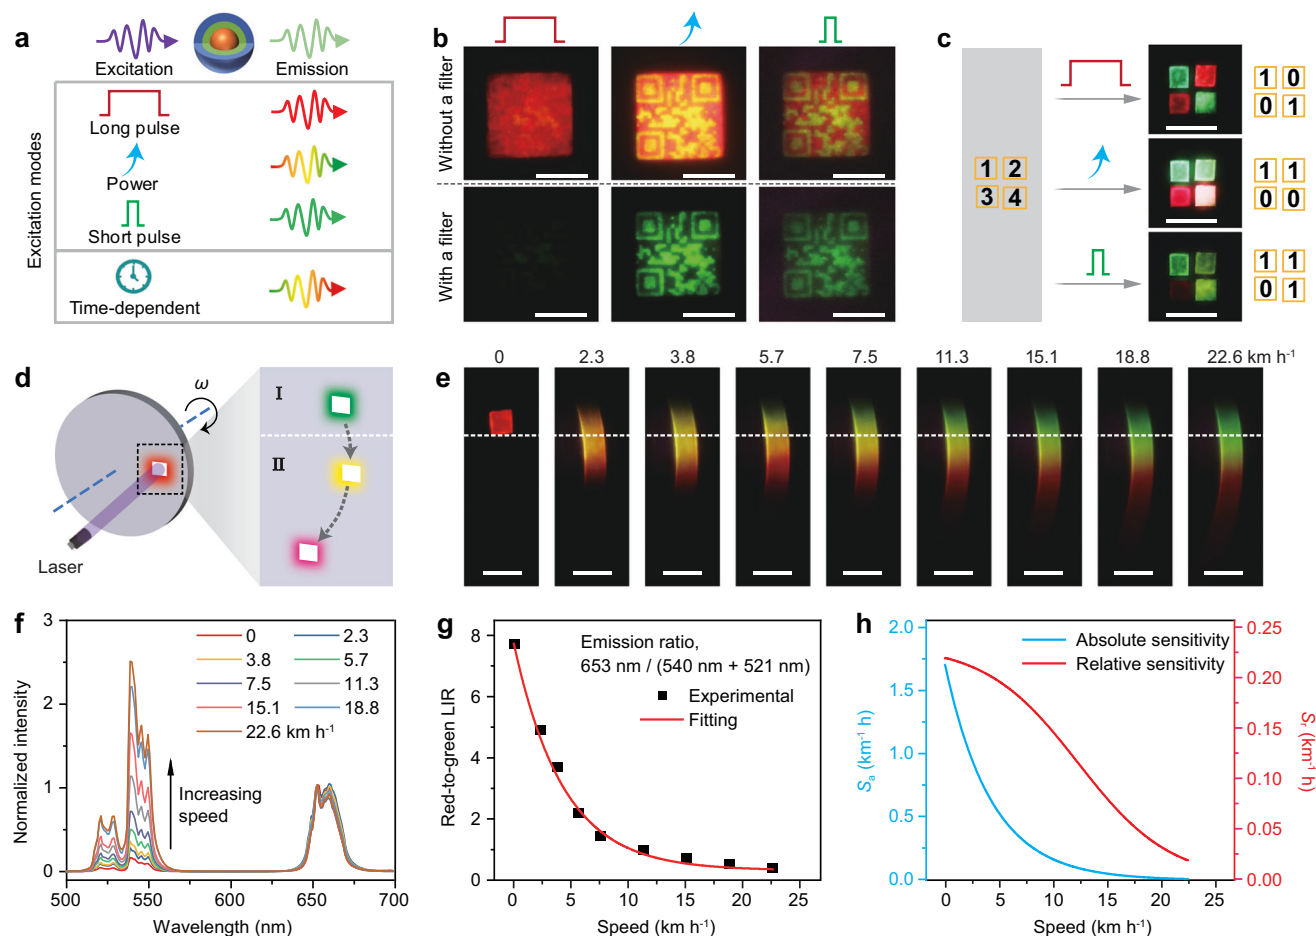 a
Excitation
Emission
Excitation modes
Long pulse
Power
Short pulse
Time-dependent
b
Without a filter
With a filter
c
1 2
3 4
1 0
0 1
1 1
0 0
1 1
0 1
d
ω
Laser
I
II
e
0 2.3 3.8 5.7 7.5 11.3 15.1 18.8 22.6 km h⁻¹
f
Normalized intensity
3
2
1
0
0 2.3
3.8 5.7
7.5 11.3
15.1 18.8
22.6 km h⁻¹
Increasing
speed
500 550 600 650 700
Wavelength (nm)
g
Red-to-green LIR
8
6
4
2
0
Emission ratio,
653 nm / (540 nm + 521 nm)
Experimental
Fitting
0 5 10 15 20 25
Speed (km h⁻¹)
h
Sₐ (km⁻¹ h)
2.0
1.5
1.0
0.5
0.0
Absolute sensitivity
Relative sensitivity
0.25
0.20
0.15
0.10
0.05
0.00
Sᵣ (km⁻¹ h)
0 5 10 15 20 25
Speed (km h⁻¹)